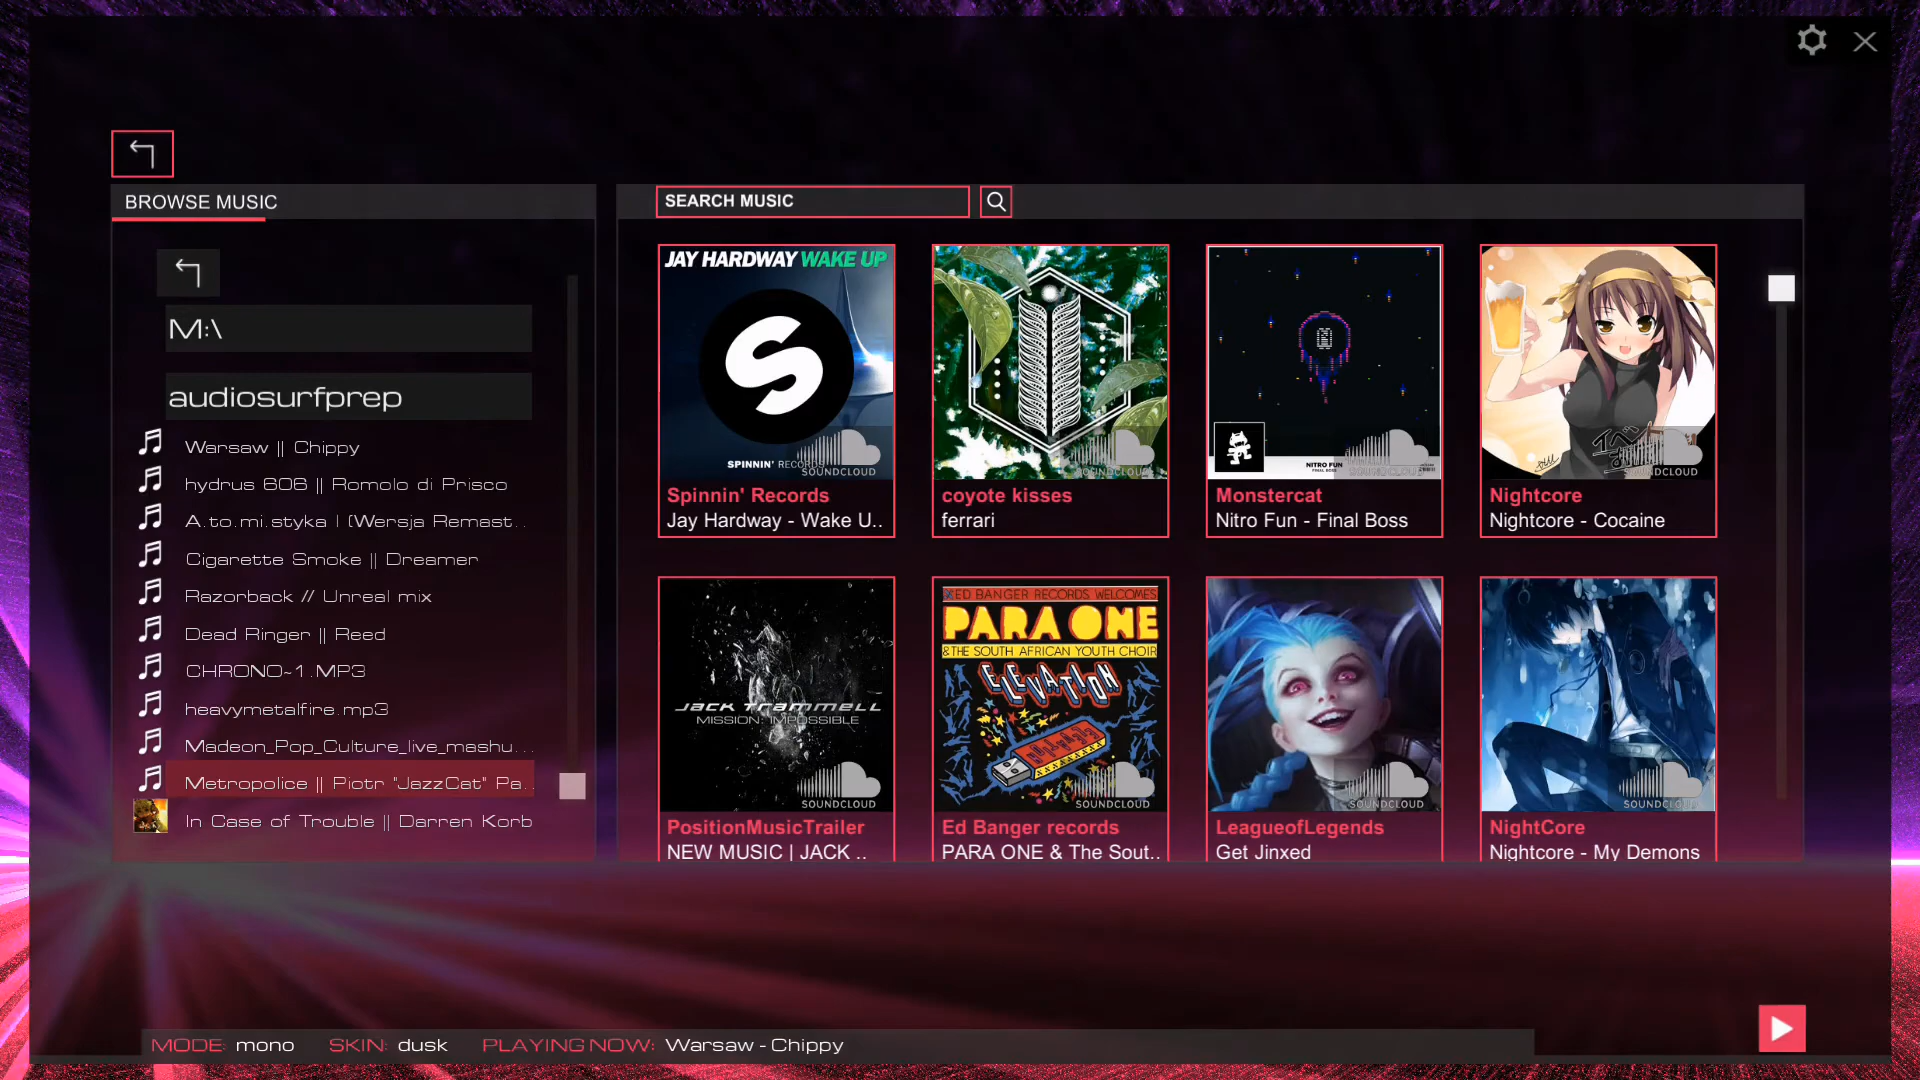 BROWSE MUSIC
M:\
audiosurfprep
Warsaw || Chippy
hydrus 606 || Romolo di Prisco
A.to.mi.styka I (Wersja Remast..
Cigarette Smoke || Dreamer
Razorback // Unreal mix
Dead Ringer || Reed
CHRONO~1.MP3
heavymetalfire.mp3
Madeon_Pop_Culture_live_mashu...
Metropolice || Piotr "JazzCat" Pa..
In Case of Trouble || Darren Korb
SEARCH MUSIC
JAY HARDWAY WAKE UP
SPINNIN' RECORDS
SOUNDCLOUD
Spinnin' Records
Jay Hardway - Wake U..
SOUNDCLOUD
coyote kisses
ferrari
NITRO FUN
FINAL BOSS
SOUNDCLOUD
Monstercat
Nitro Fun - Final Boss
SOUNDCLOUD
Nightcore
Nightcore - Cocaine
JACK TRAMMELL
MISSION: IMPOSSIBLE
SOUNDCLOUD
PositionMusicTrailer
NEW MUSIC | JACK ..
ED BANGER RECORDS WELCOMES
PARA ONE
& THE SOUTH AFRICAN YOUTH CHOIR
ELEVATION
SOUNDCLOUD
Ed Banger records
PARA ONE & The Sout..
SOUNDCLOUD
LeagueofLegends
Get Jinxed
SOUNDCLOUD
NightCore
Nightcore - My Demons
MODE: mono SKIN: dusk PLAYING NOW: Warsaw - Chippy